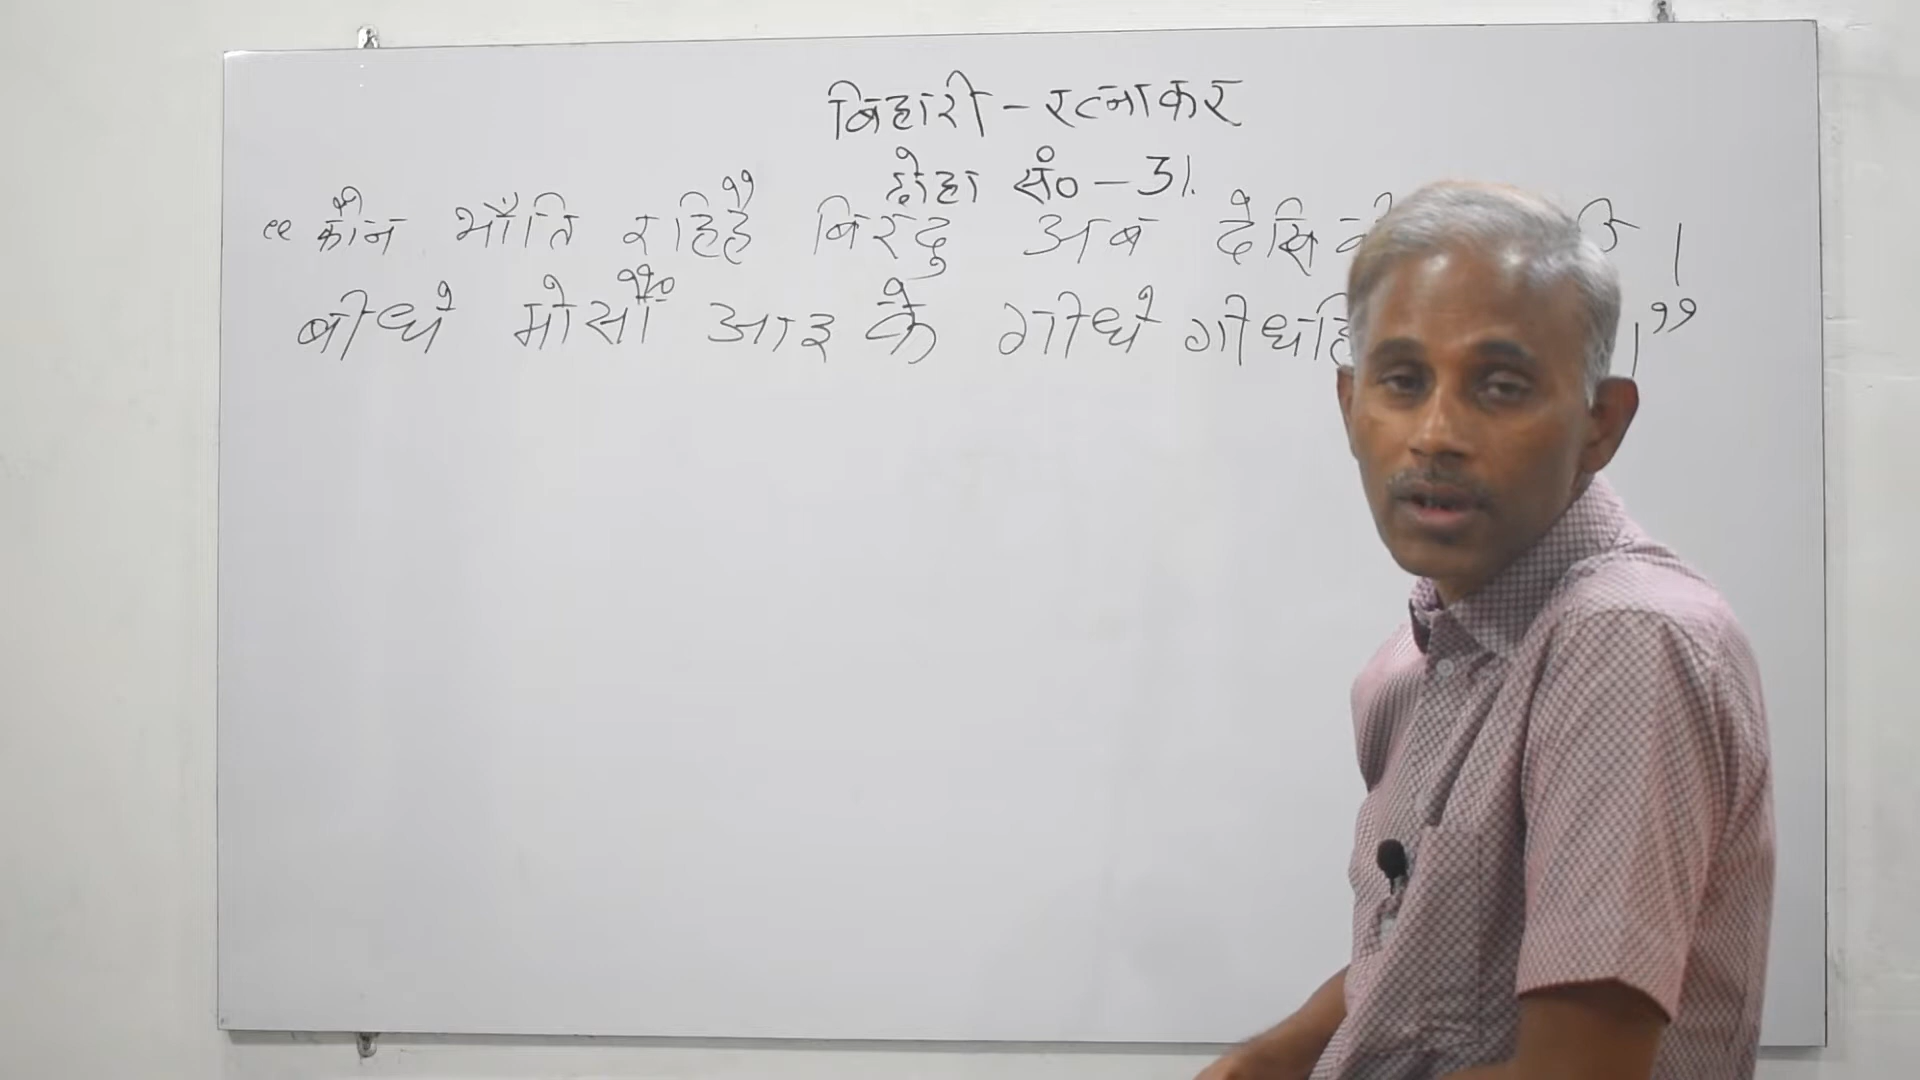 बिहारी - रत्नाकर
दोहा सं० - 31.
“कौन भाँति रहिहै बिरदु अब देखि
बीधे मोसौं आइ कै गीधे गीधहिं ।”